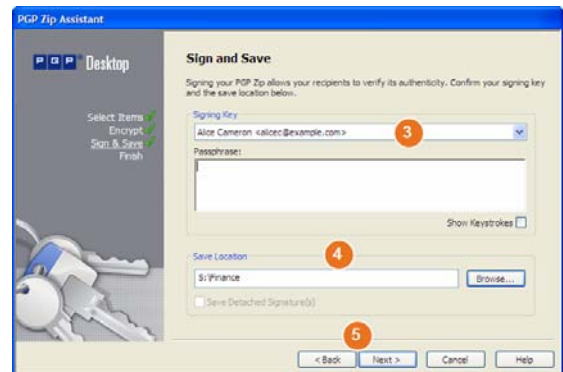 PGP Zip Assistant
PGP Desktop
Select Items
Encrypt
Sign & Save
Finish
Sign and Save
Signing your PGP Zip allows your recipients to verify its authenticity. Confirm your signing key
and the save location below.
Signing Key
Alice Cameron <alicec@example.com>
3
Passphrase:
Show Keystrokes
4
Save Location
S:\Finance
Browse...
Save Detached Signature(s)
5
< Back
Next >
Cancel
Help